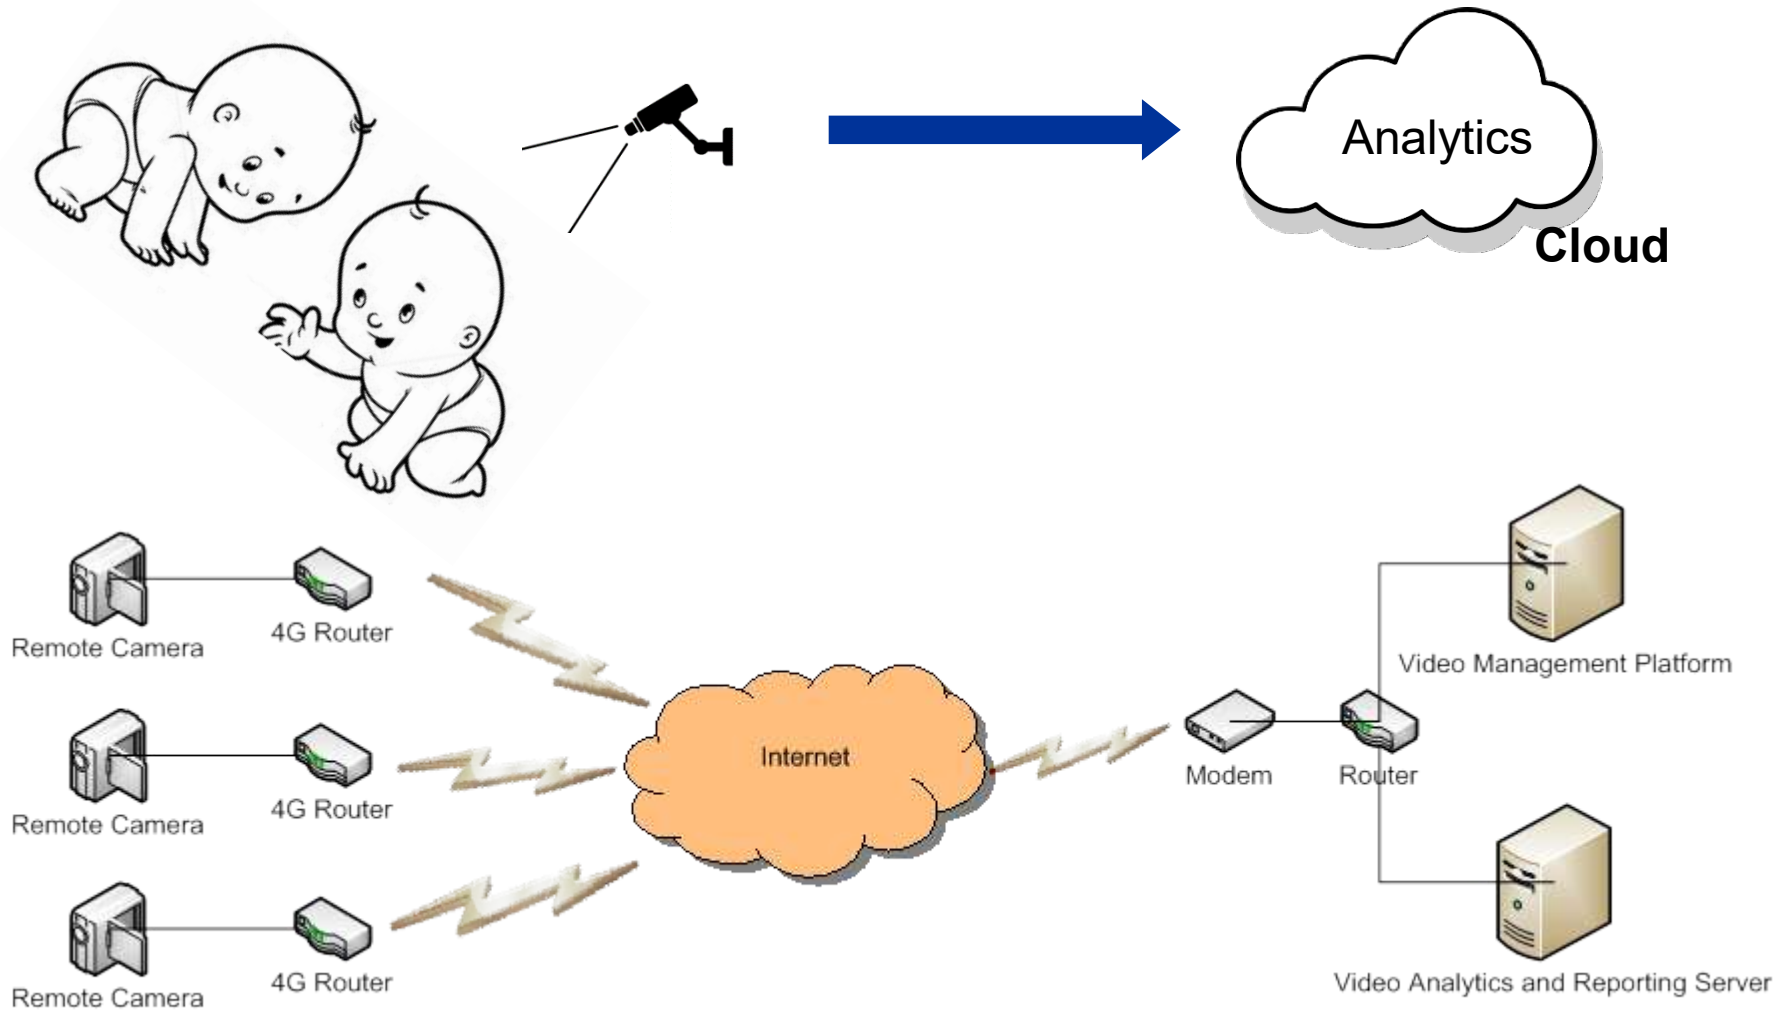 Analytics
Cloud
Remote Camera
4G Router
Remote Camera
4G Router
Remote Camera
4G Router
Internet
Modem
Router
Video Management Platform
Video Analytics and Reporting Server